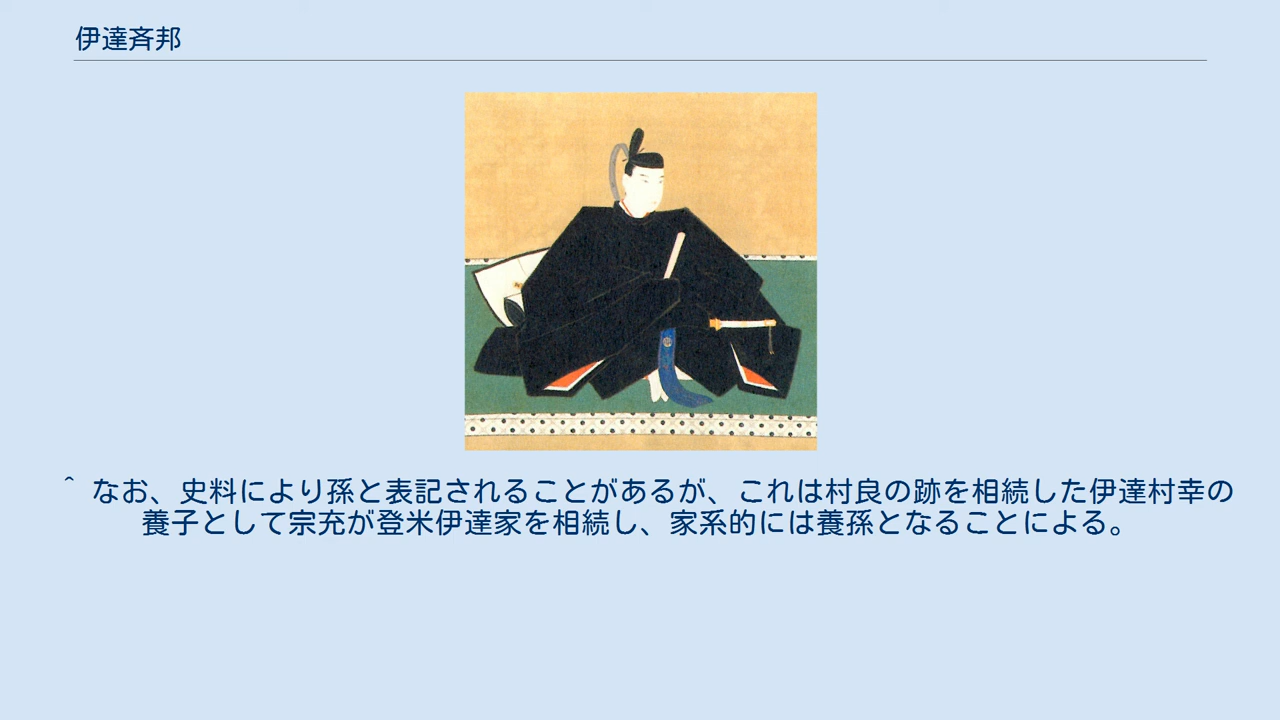 伊達斉邦
^ なお、史料により孫と表記されることがあるが、これは村良の跡を相続した伊達村幸の
養子として宗充が登米伊達家を相続し、家系的には養孫となることによる。